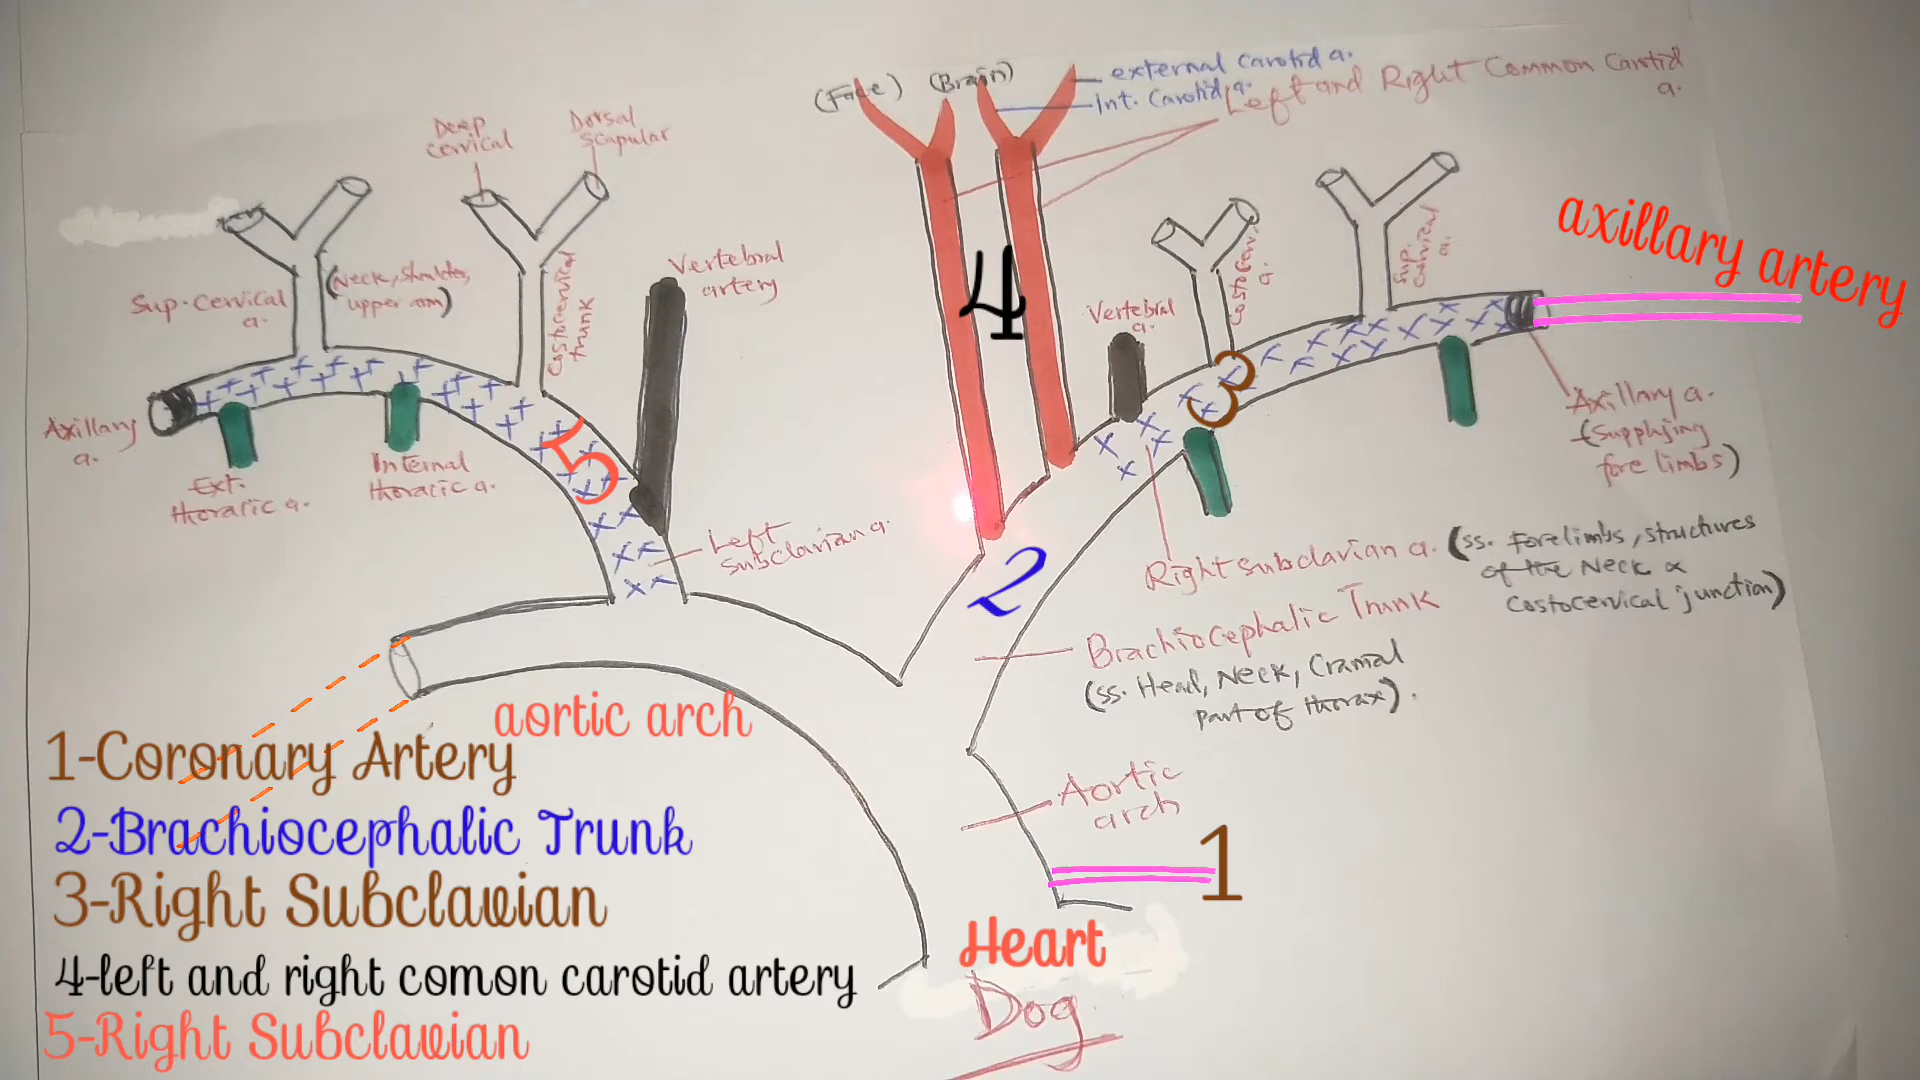 (Face) (Brain)
external Carotid a.
Int. Carotid a.
Left and Right Common Carotid
a.
Deep
Cervical
Dorsal
Scapular
axillary artery
Sup. Cervical
a.
(Neck, shoulder,
upper arm)
Costocervical
trunk
Vertebral
artery
4
Vertebral
a.
Costocerv.
a.
Sup.
Cervical
a.
3
Axillary
a.
Ext.
thoracic a.
Internal
thoracic a.
5
Axillary a.
(Supplying
fore limbs)
Left
Subclavian a.
2
Right subclavian a. (ss. Forelimbs, structures
of the Neck &
Costocervical junction)
Brachiocephalic Trunk
(ss. Head, Neck, Cranial
part of thorax).
aortic arch
Aortic
arch
1
1-Coronary Artery
2-Brachiocephalic Trunk
3-Right Subclavian
4-left and right comon carotid artery
5-Right Subclavian
Heart
Dog